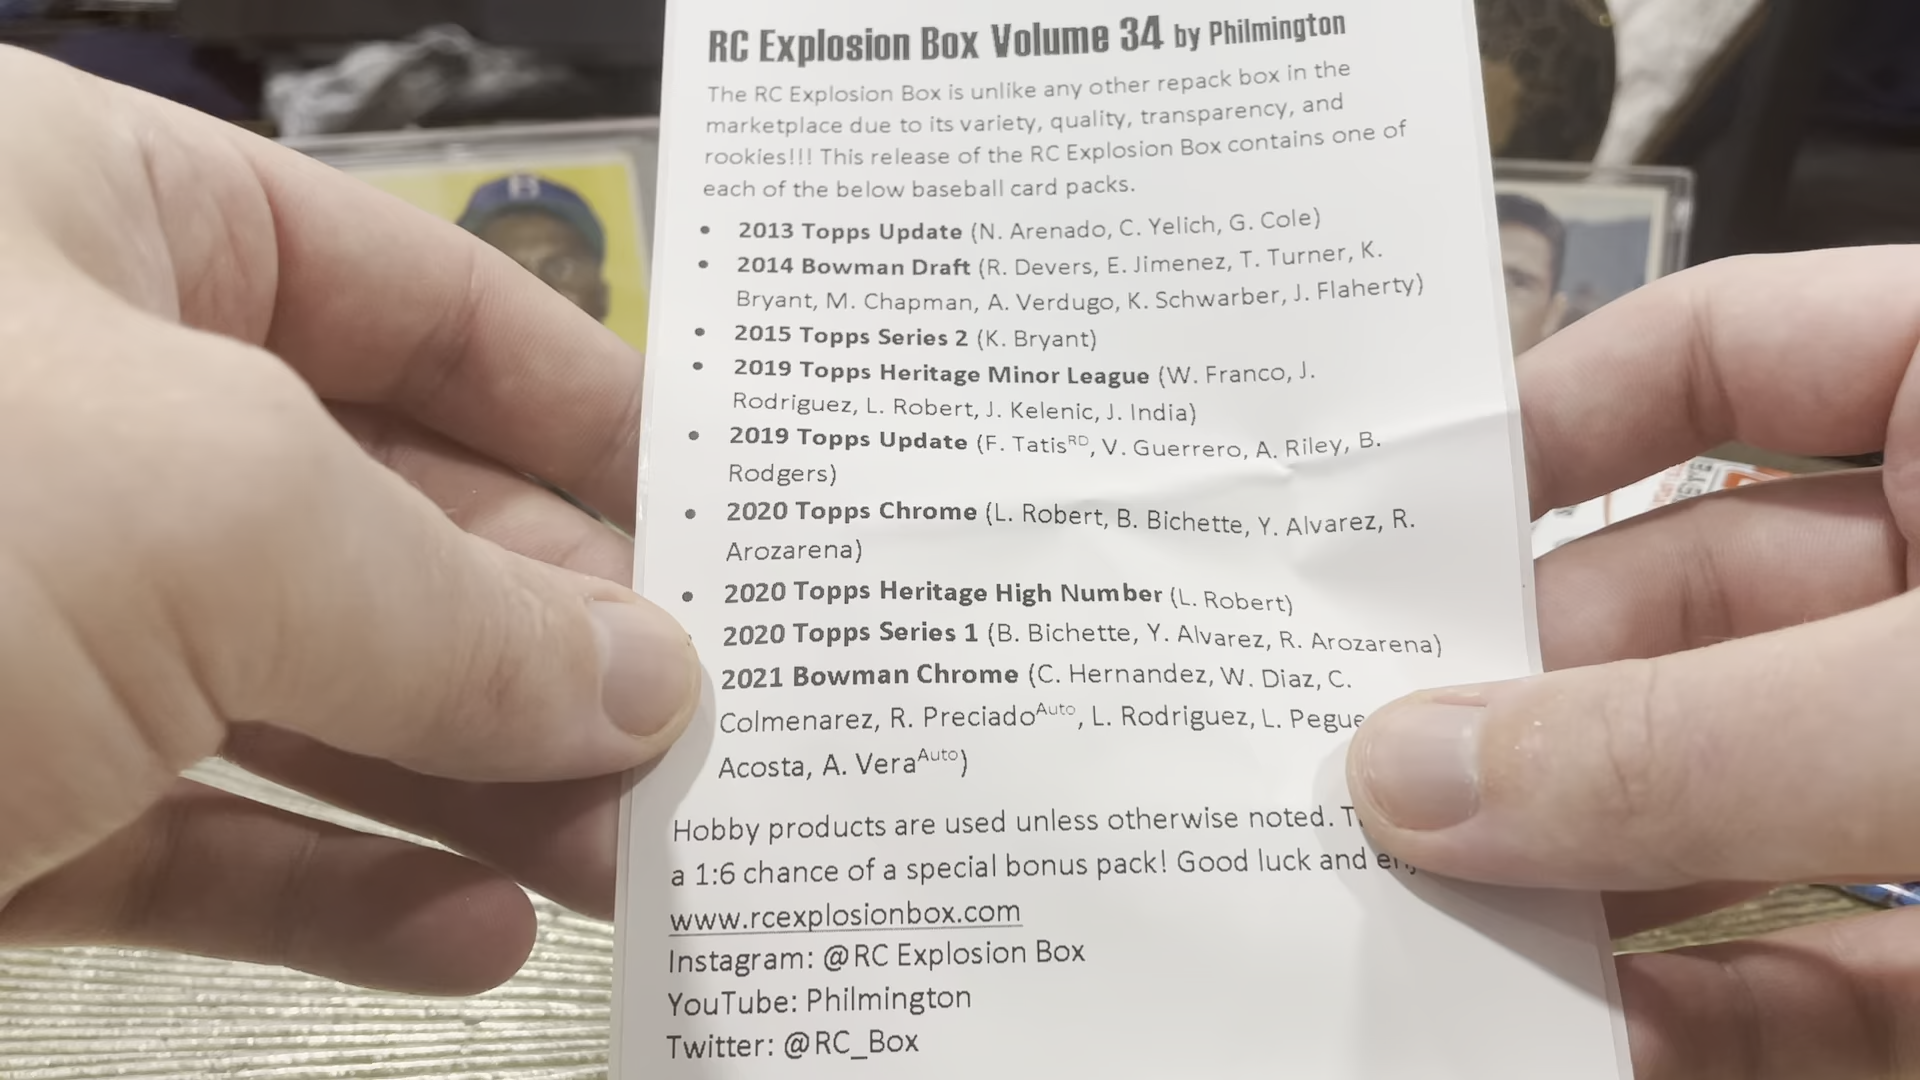 RC Explosion Box Volume 34 by Philmington
The RC Explosion Box is unlike any other repack box in the
marketplace due to its variety, quality, transparency, and
rookies!!! This release of the RC Explosion Box contains one of
each of the below baseball card packs.
• 2013 Topps Update (N. Arenado, C. Yelich, G. Cole)
• 2014 Bowman Draft (R. Devers, E. Jimenez, T. Turner, K.
Bryant, M. Chapman, A. Verdugo, K. Schwarber, J. Flaherty)
• 2015 Topps Series 2 (K. Bryant)
• 2019 Topps Heritage Minor League (W. Franco, J.
Rodriguez, L. Robert, J. Kelenic, J. India)
• 2019 Topps Update (F. Tatis RD, V. Guerrero, A. Riley, B.
Rodgers)
• 2020 Topps Chrome (L. Robert, B. Bichette, Y. Alvarez, R.
Arozarena)
• 2020 Topps Heritage High Number (L. Robert)
2020 Topps Series 1 (B. Bichette, Y. Alvarez, R. Arozarena)
2021 Bowman Chrome (C. Hernandez, W. Diaz, C.
Colmenarez, R. Preciado Auto, L. Rodriguez, L.
Acosta, A. Vera Auto)
Hobby products are used unless otherwise noted.
a 1:6 chance of a special bonus pack! Good luck and
www.rcexplosionbox.com
Instagram: @RC Explosion Box
YouTube: Philmington
Twitter: @RC_Box
B